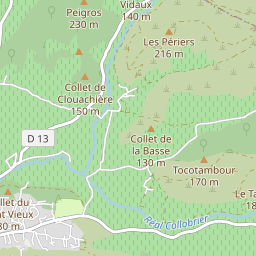 Peigros
230 m
Vidaux
140 m
Les Périers
216 m
Collet de
Clouachière
150 m
D 13
Collet de
la Basse
130 m
Tocotambour
170 m
Réal Collobrier